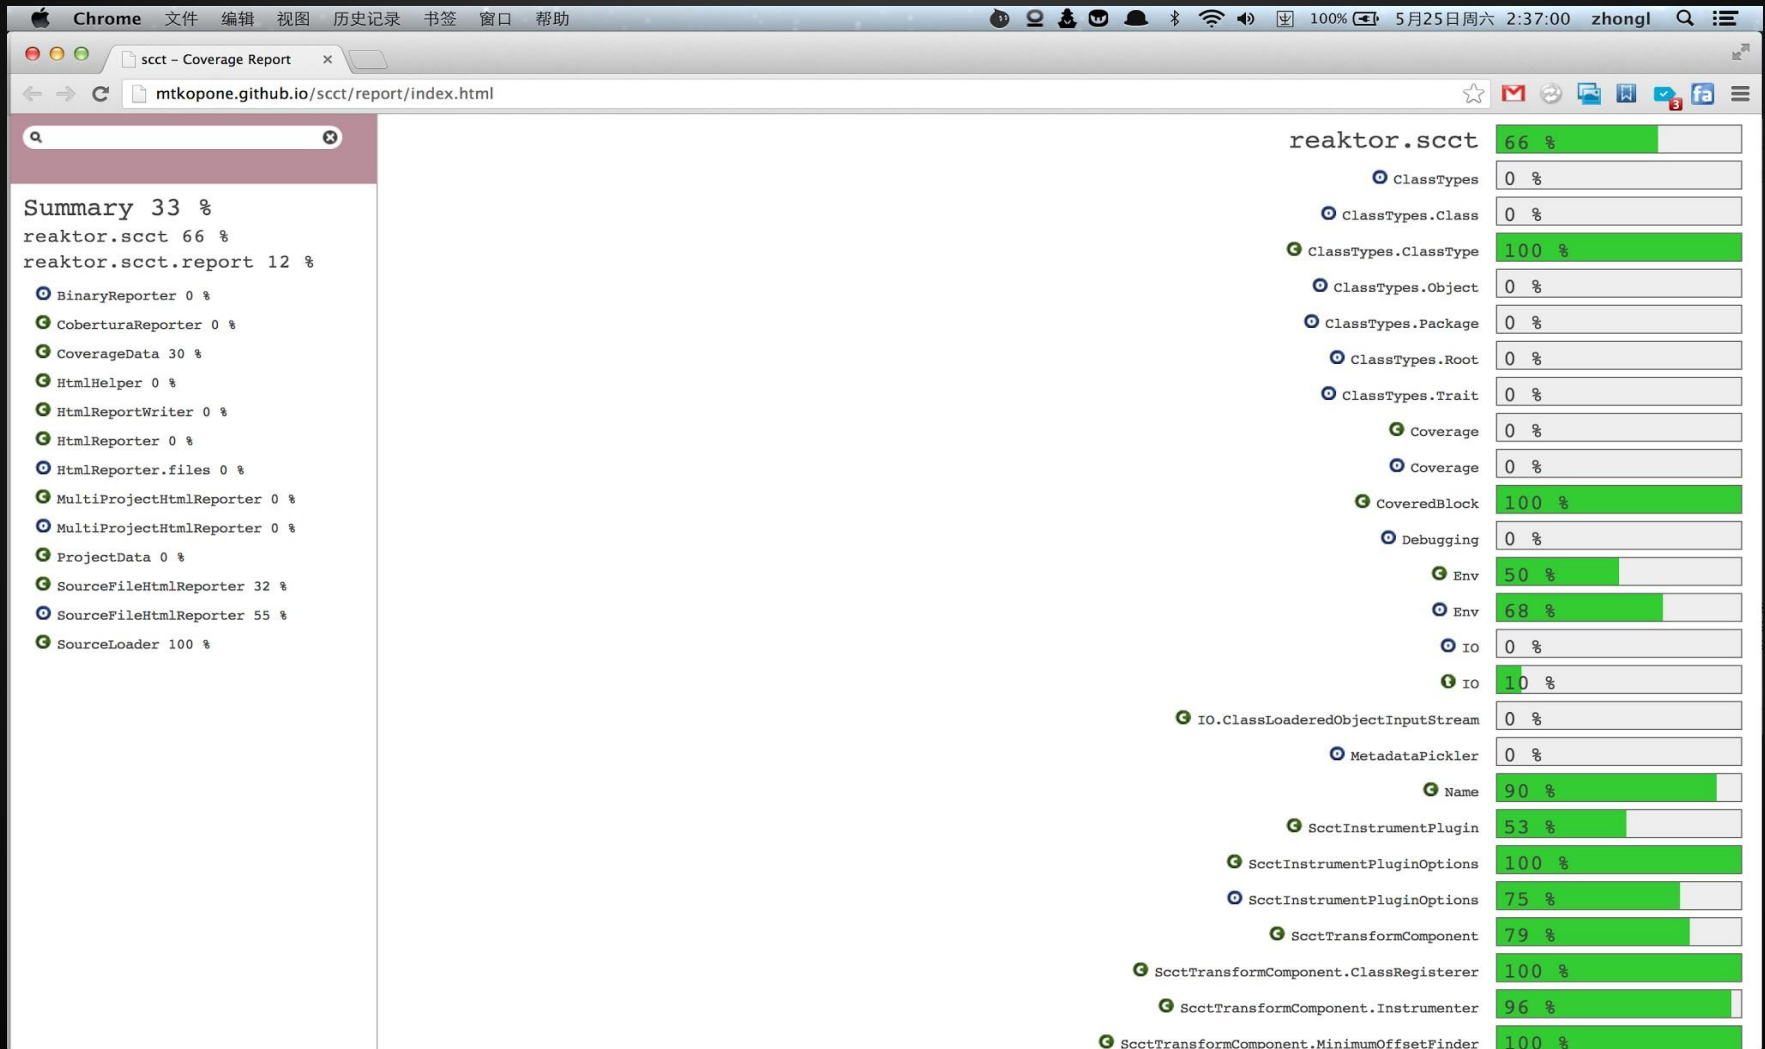 Chrome 文件 编辑 视图 历史记录 书签 窗口 帮助 100% 5月25日周六 2:37:00 zhongl
scct – Coverage Report
mtkopone.github.io/scct/report/index.html 3 fa
Summary 33 %
reaktor.scct 66 %
reaktor.scct.report 12 %
BinaryReporter 0 %
CoberturaReporter 0 %
CoverageData 30 %
HtmlHelper 0 %
HtmlReportWriter 0 %
HtmlReporter 0 %
HtmlReporter.files 0 %
MultiProjectHtmlReporter 0 %
MultiProjectHtmlReporter 0 %
ProjectData 0 %
SourceFileHtmlReporter 32 %
SourceFileHtmlReporter 55 %
SourceLoader 100 %
reaktor.scct 66 %
ClassTypes 0 %
ClassTypes.Class 0 %
ClassTypes.ClassType 100 %
ClassTypes.Object 0 %
ClassTypes.Package 0 %
ClassTypes.Root 0 %
ClassTypes.Trait 0 %
Coverage 0 %
Coverage 0 %
CoveredBlock 100 %
Debugging 0 %
Env 50 %
Env 68 %
IO 0 %
IO 10 %
IO.ClassLoaderedObjectInputStream 0 %
MetadataPickler 0 %
Name 90 %
ScctInstrumentPlugin 53 %
ScctInstrumentPluginOptions 100 %
ScctInstrumentPluginOptions 75 %
ScctTransformComponent 79 %
ScctTransformComponent.ClassRegisterer 100 %
ScctTransformComponent.Instrumenter 96 %
ScctTransformComponent.MinimumOffsetFinder 100 %